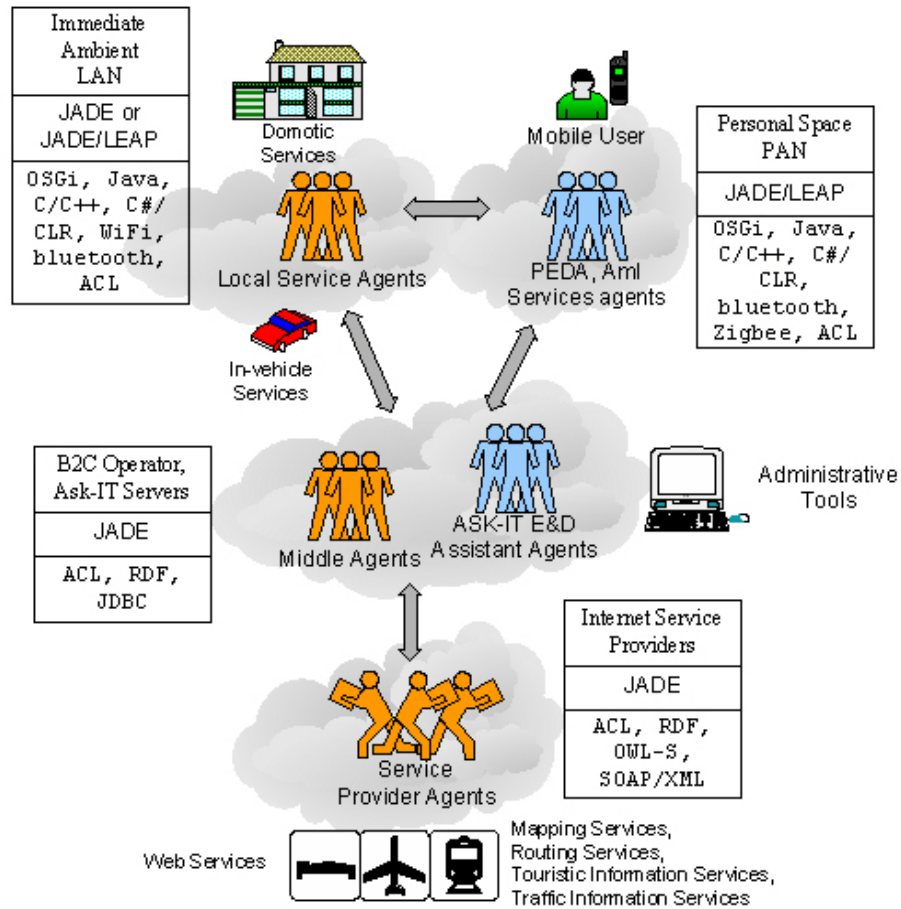 Immediate
Ambient
LAN
JADE or
JADE/LEAP
OSGi, Java,
C/C++, C#/
CLR, WiFi,
bluetooth,
ACL
Domotic
Services
Mobile User
Personal Space
PAN
JADE/LEAP
OSGi, Java,
C/C++, C#/
CLR,
bluetooth,
Zigbee, ACL
Local Service Agents
PEDA, AmI
Services agents
In-vehicle
Services
B2C Operator,
Ask-IT Servers
JADE
ACL, RDF,
JDBC
Middle Agents
ASK-IT E&D
Assistant Agents
Administrative
Tools
Internet Service
Providers
JADE
ACL, RDF,
OWL-S,
SOAP/XML
Service
Provider Agents
Web Services
Mapping Services,
Routing Services,
Touristic Information Services,
Traffic Information Services